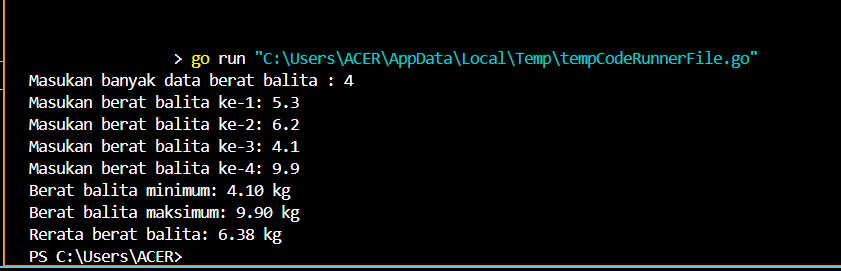 > go run "C:\Users\ACER\AppData\Local\Temp\tempCodeRunnerFile.go"
Masukan banyak data berat balita : 4
Masukan berat balita ke-1: 5.3
Masukan berat balita ke-2: 6.2
Masukan berat balita ke-3: 4.1
Masukan berat balita ke-4: 9.9
Berat balita minimum: 4.10 kg
Berat balita maksimum: 9.90 kg
Rerata berat balita: 6.38 kg
PS C:\Users\ACER>